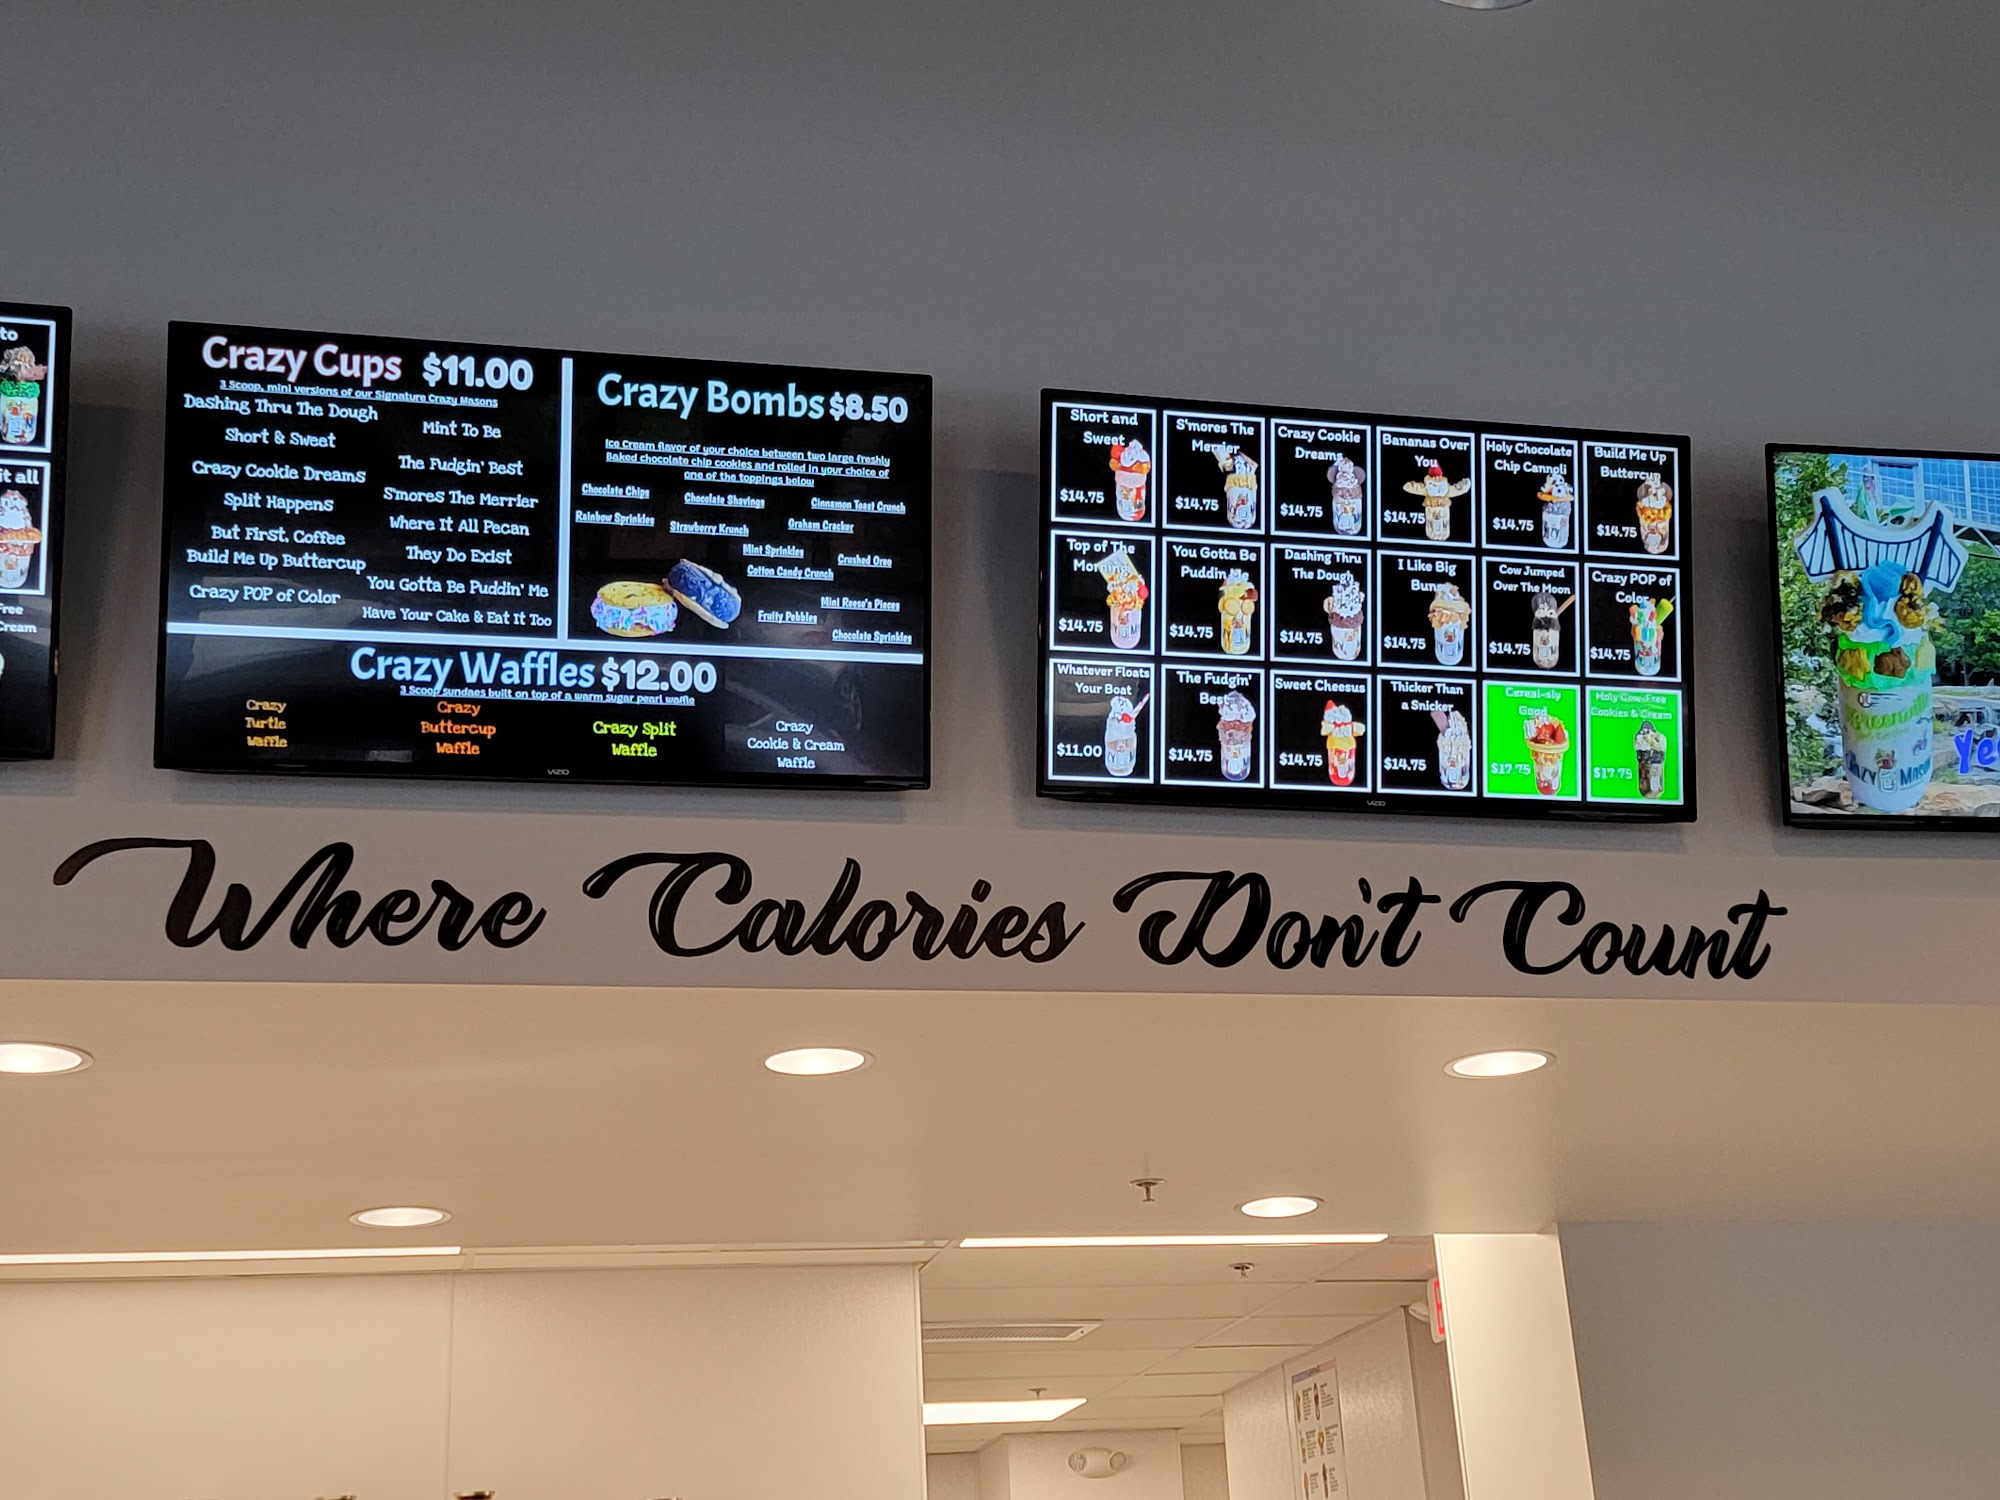 to
it all
Free
Cream
Crazy Cups $11.00
3 Scoop, mini versions of our Signature Crazy Masons
Dashing Thru The Dough
Short & Sweet
Crazy Cookie Dreams
Split Happens
But First, Coffee
Build Me Up Buttercup
Crazy POP of Color
Mint To Be
The Fudgin' Best
S'mores The Merrier
Where It All Pecan
They Do Exist
You Gotta Be Puddin' Me
Have Your Cake & Eat It Too
Crazy Bombs $8.50
Ice Cream flavor of your choice between two large freshly
Baked chocolate chip cookies and rolled in your choice of
one of the toppings below
Chocolate Chips
Chocolate Shavings
Cinnamon Toast Crunch
Rainbow Sprinkles
Strawberry Krunch
Graham Cracker
Mint Sprinkles
Crushed Oreo
Cotton Candy Crunch
Mini Reese's Pieces
Fruity Pebbles
Chocolate Sprinkles
Crazy Waffles $12.00
3 Scoop sundaes built on top of a warm sugar pearl waffle
Crazy
Turtle
Waffle
Crazy
Buttercup
Waffle
Crazy Split
Waffle
Crazy
Cookie & Cream
Waffle
VIZIO
Short and
Sweet
$14.75
S'mores The
Merrier
$14.75
Crazy Cookie
Dreams
$14.75
Bananas Over
You
$14.75
Holy Chocolate
Chip Cannoli
$14.75
Build Me Up
Buttercup
$14.75
Top of The
Morning
$14.75
You Gotta Be
Puddin Me
$14.75
Dashing Thru
The Dough
$14.75
I Like Big
Buns
$14.75
Cow Jumped
Over The Moon
$14.75
Crazy POP of
Color
$14.75
Whatever Floats
Your Boat
$11.00
The Fudgin'
Best
$14.75
Sweet Cheesus
$14.75
Thicker Than
a Snicker
$14.75
Cereal-sly
Good
$17.75
Holy Cow-Free
Cookies & Cream
$17.75
VIZIO
Greenville
Crazy Mason
Ye
Where Calories Don't Count